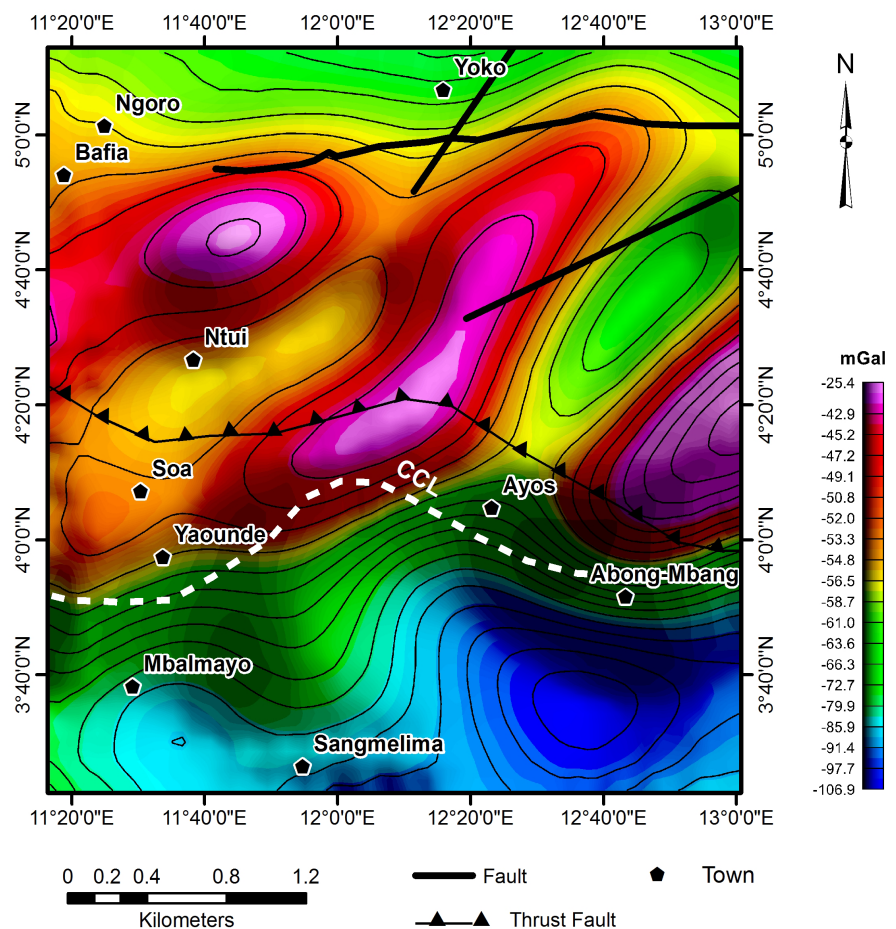 11°20'0"E 11°40'0"E 12°0'0"E 12°20'0"E 12°40'0"E 13°0'0"E
N
Yoko
Ngoro
5°0'0"N 5°0'0"N
Bafia
4°40'0"N 4°40'0"N
Ntui
mGal
-25.4
-42.9
-45.2
-47.2
-49.1
-50.8
-52.0
-53.3
-54.8
-56.5
-58.7
-61.0
-63.6
-66.3
-72.7
-79.9
-85.9
-91.4
-97.7
-106.9
4°20'0"N 4°20'0"N
Soa
CCL
Ayos
Yaounde
4°0'0"N 4°0'0"N
Abong-Mbang
Mbalmayo
3°40'0"N 3°40'0"N
Sangmelima
11°20'0"E 11°40'0"E 12°0'0"E 12°20'0"E 12°40'0"E 13°0'0"E
0 0.2 0.4 0.8 1.2
Kilometers
Fault
Town
Thrust Fault